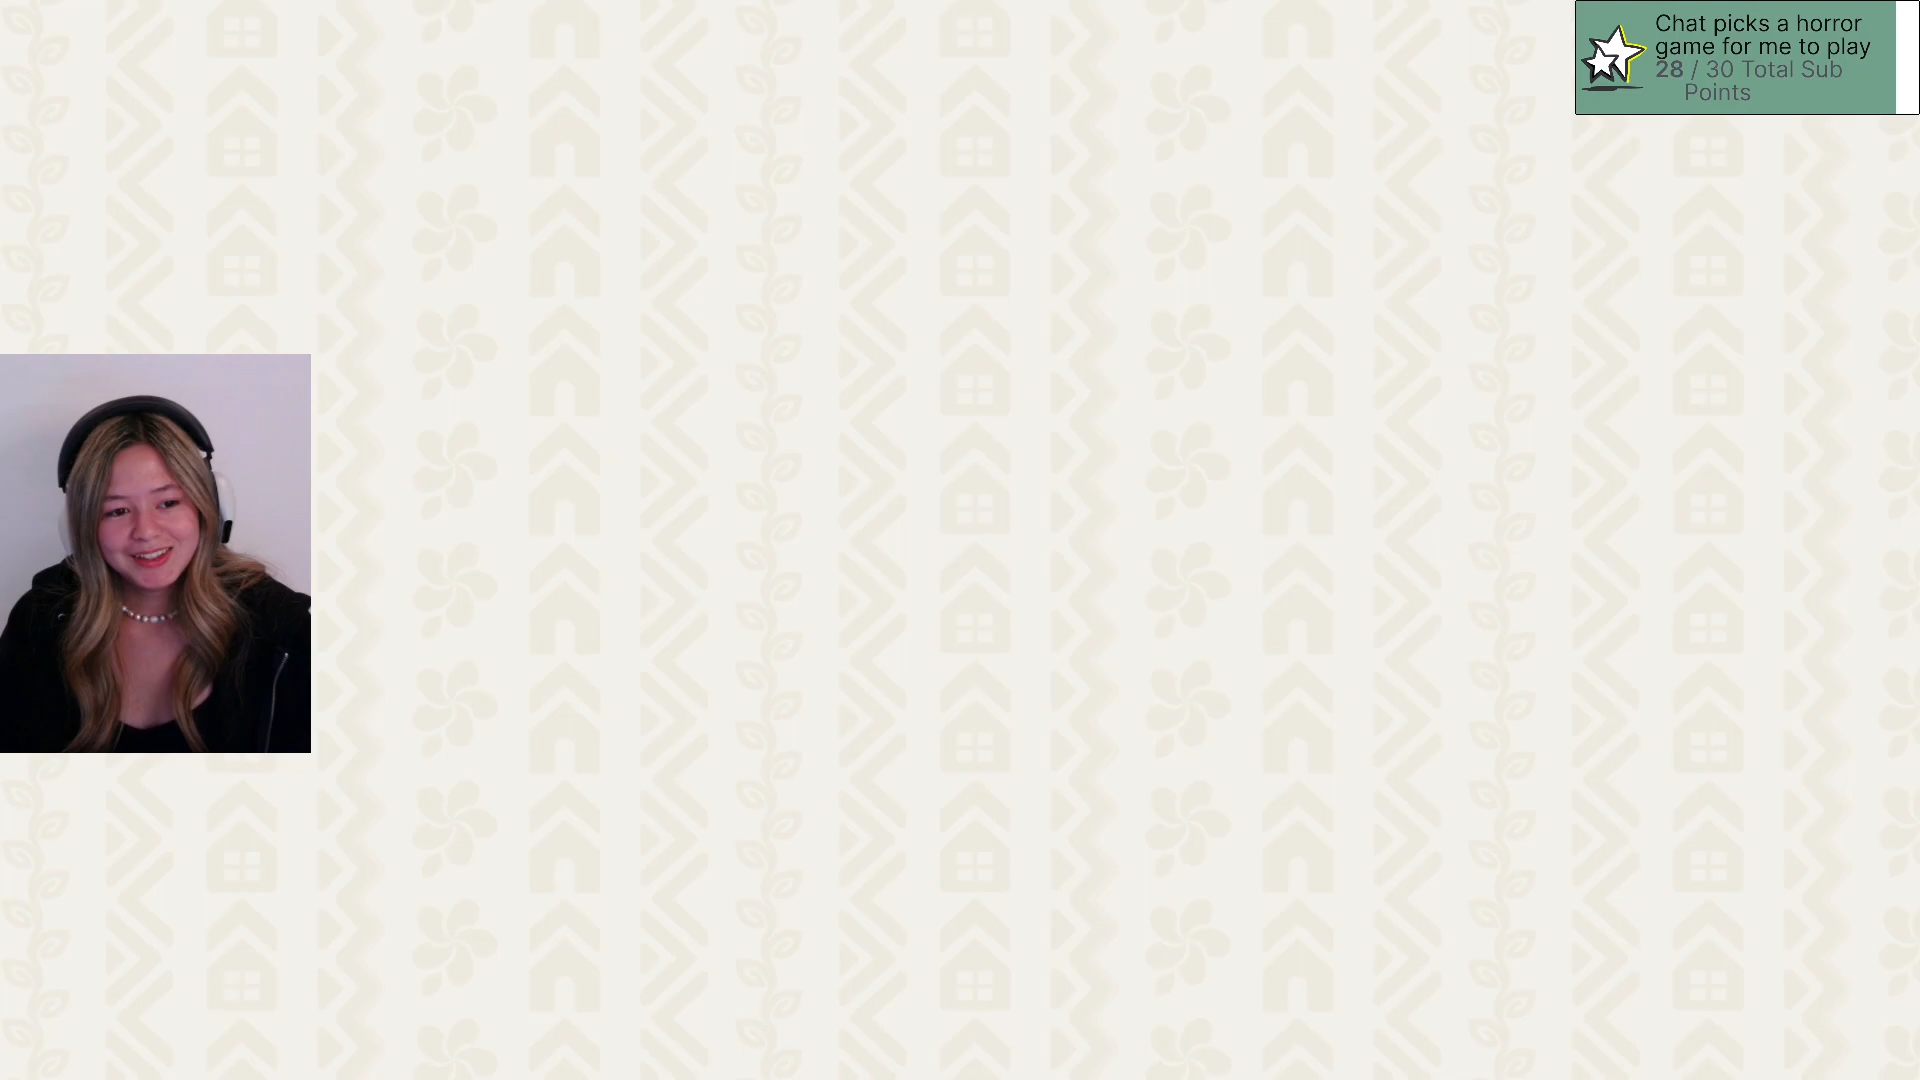 Chat picks a horror
game for me to play
28 / 30 Total Sub
Points